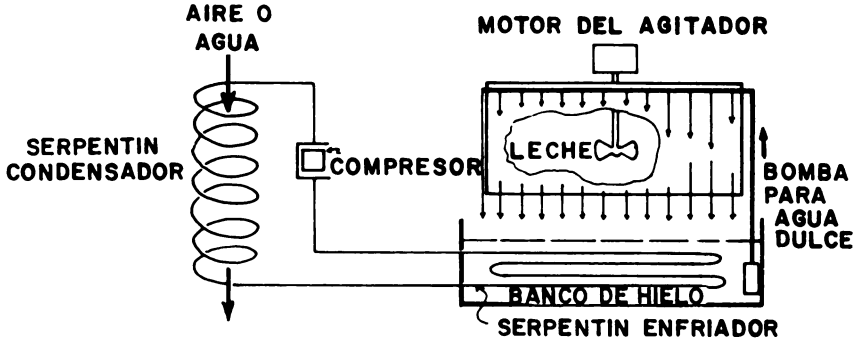 AIRE O
AGUA
MOTOR DEL AGITADOR
SERPENTIN
CONDENSADOR
COMPRESOR
LECHE
BOMBA
PARA
AGUA
DULCE
BANCO DE HIELO
SERPENTIN ENFRIADOR